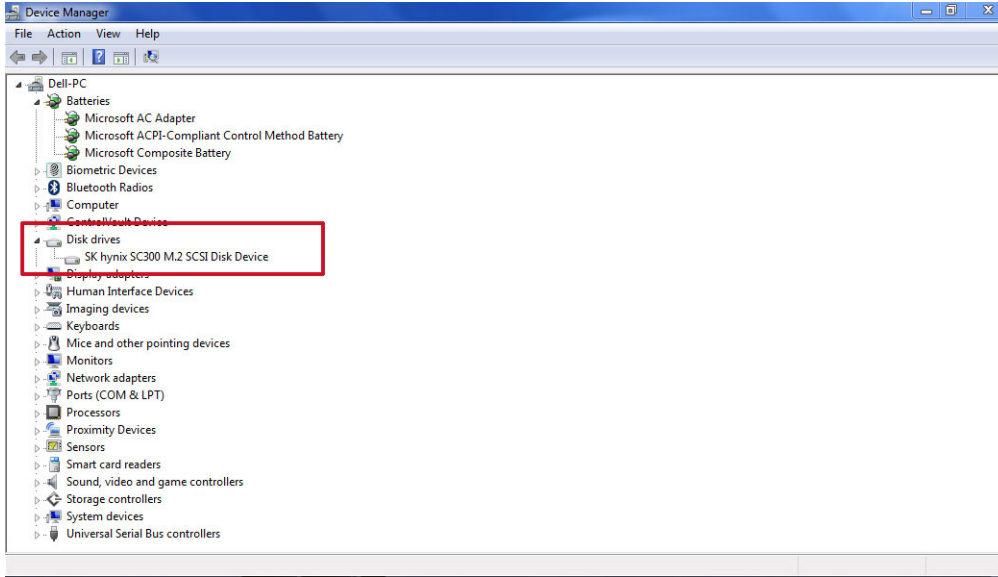 Device Manager
File Action View Help
Dell-PC
Batteries
Microsoft AC Adapter
Microsoft ACPI-Compliant Control Method Battery
Microsoft Composite Battery
Biometric Devices
Bluetooth Radios
Computer
ControlVault Device
Disk drives
SK hynix SC300 M.2 SCSI Disk Device
Display adapters
Human Interface Devices
Imaging devices
Keyboards
Mice and other pointing devices
Monitors
Network adapters
Ports (COM & LPT)
Processors
Proximity Devices
Sensors
Smart card readers
Sound, video and game controllers
Storage controllers
System devices
Universal Serial Bus controllers